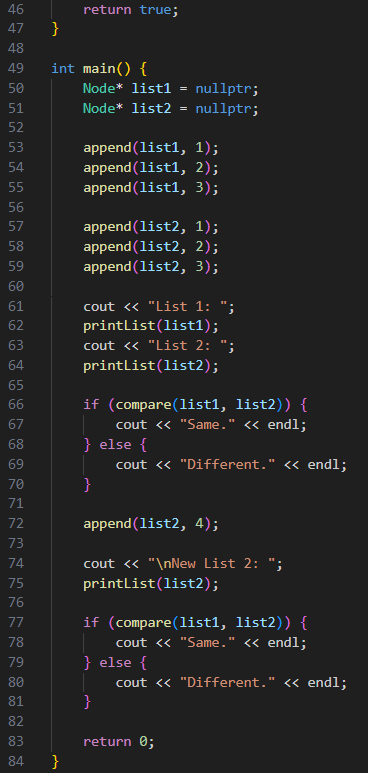 46     return true;
47 }
48
49 int main() {
50     Node* list1 = nullptr;
51     Node* list2 = nullptr;
52
53     append(list1, 1);
54     append(list1, 2);
55     append(list1, 3);
56
57     append(list2, 1);
58     append(list2, 2);
59     append(list2, 3);
60
61     cout << "List 1: ";
62     printList(list1);
63     cout << "List 2: ";
64     printList(list2);
65
66     if (compare(list1, list2)) {
67         cout << "Same." << endl;
68     } else {
69         cout << "Different." << endl;
70     }
71
72     append(list2, 4);
73
74     cout << "\nNew List 2: ";
75     printList(list2);
76
77     if (compare(list1, list2)) {
78         cout << "Same." << endl;
79     } else {
80         cout << "Different." << endl;
81     }
82
83     return 0;
84 }